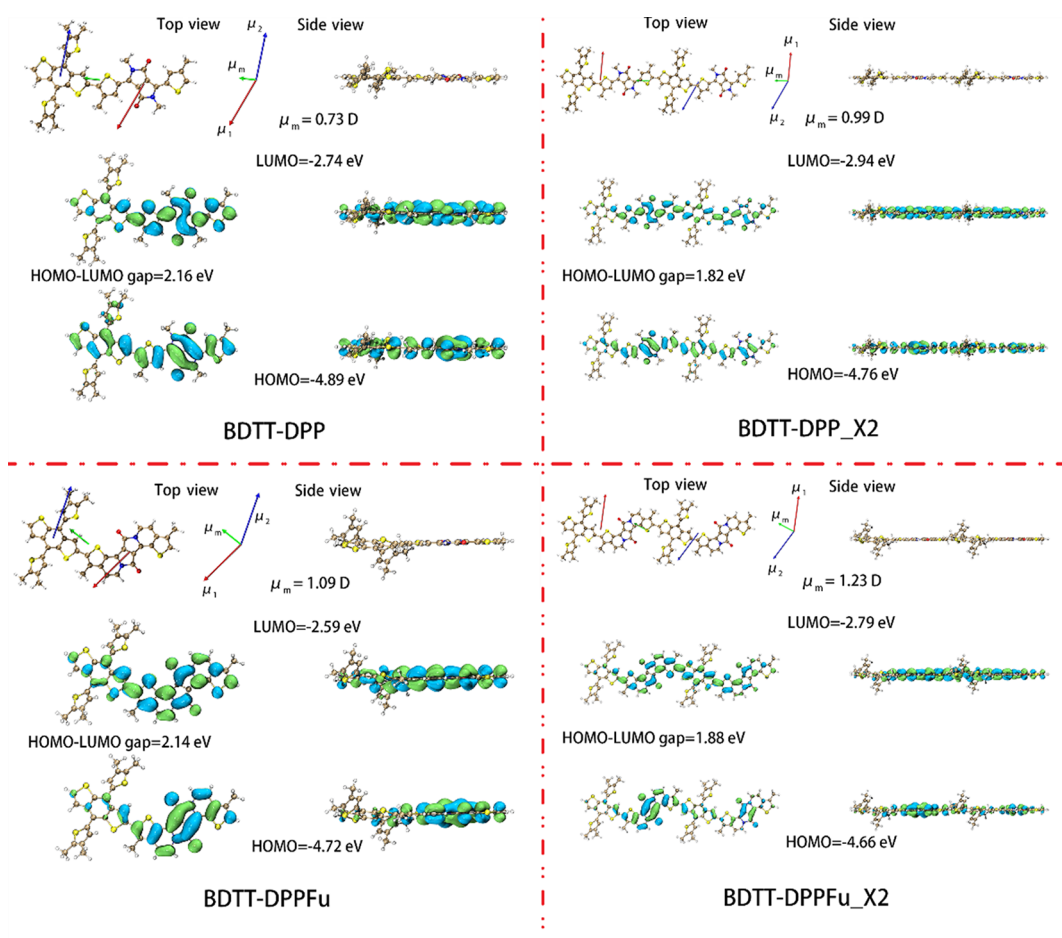 Top view
Side view
μ2
μm
μ1
μm = 0.73 D
LUMO=-2.74 eV
HOMO-LUMO gap=2.16 eV
HOMO=-4.89 eV
BDTT-DPP
Top view
Side view
μ1
μm
μ2
μm = 0.99 D
LUMO=-2.94 eV
HOMO-LUMO gap=1.82 eV
HOMO=-4.76 eV
BDTT-DPP_X2
Top view
Side view
μm
μ2
μ1
μm = 1.09 D
LUMO=-2.59 eV
HOMO-LUMO gap=2.14 eV
HOMO=-4.72 eV
BDTT-DPPFu
Top view
Side view
μ1
μm
μ2
μm = 1.23 D
LUMO=-2.79 eV
HOMO-LUMO gap=1.88 eV
HOMO=-4.66 eV
BDTT-DPPFu_X2